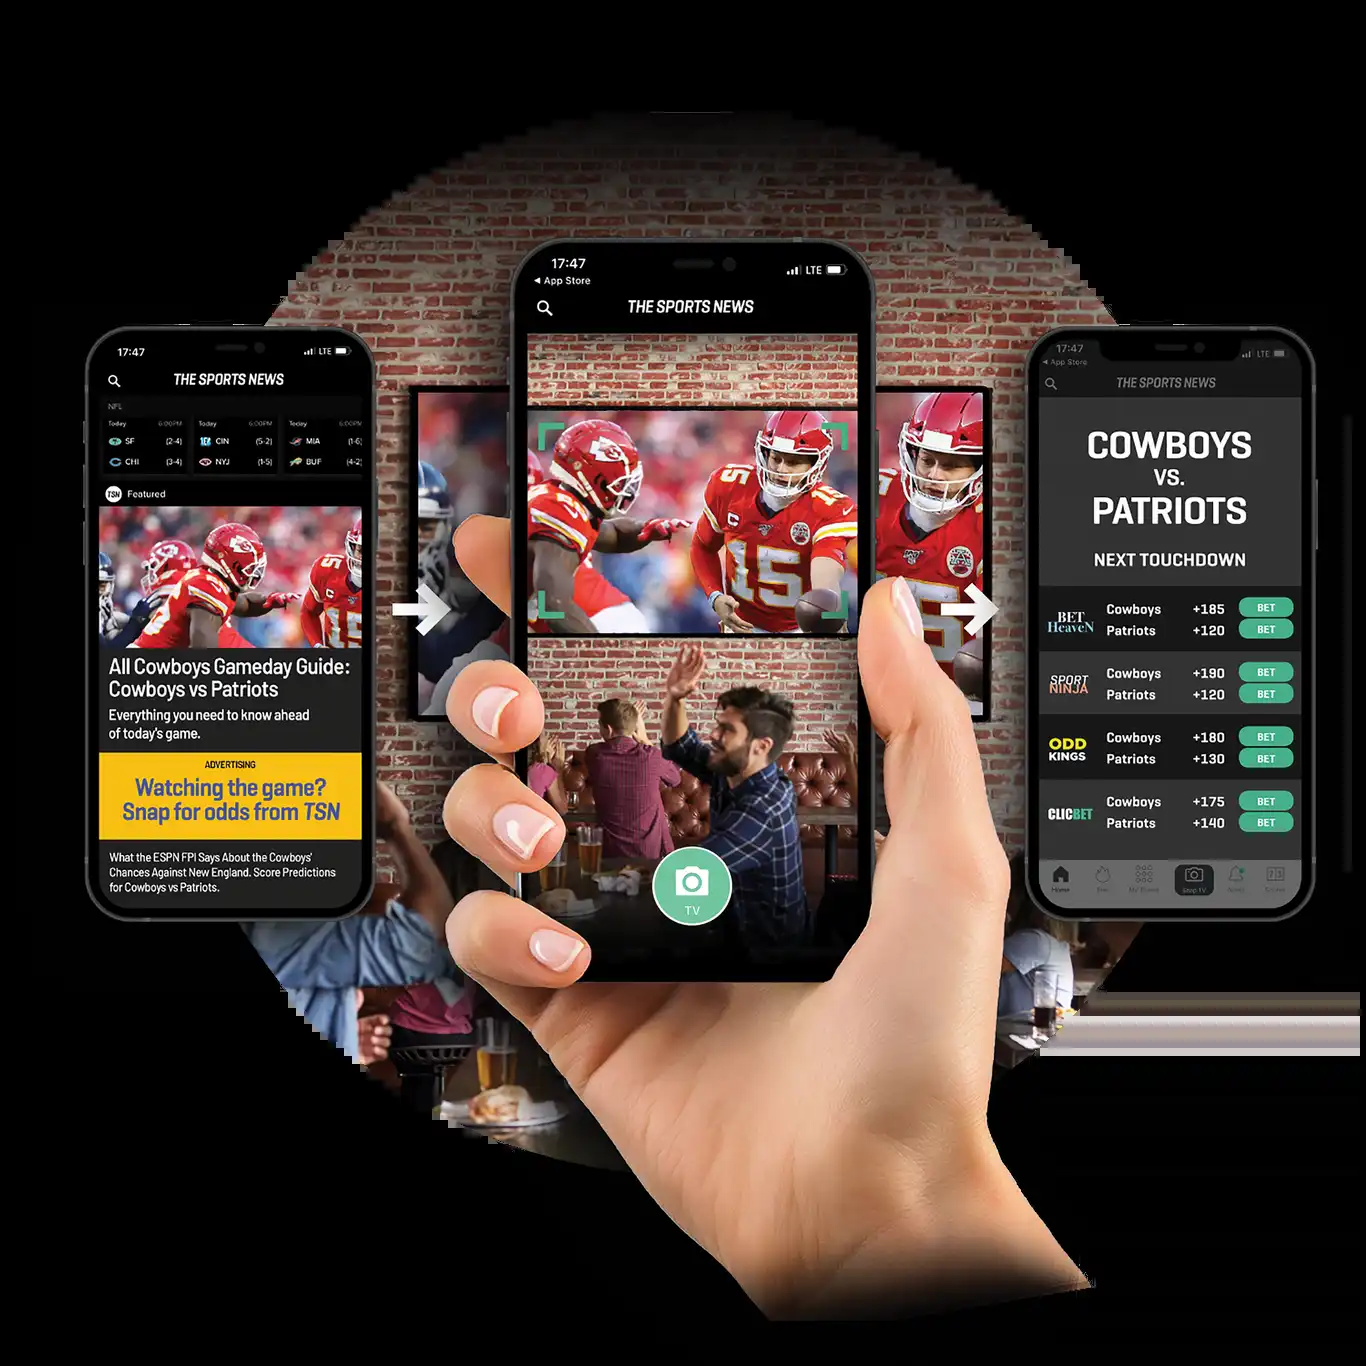 17:47
LTE
THE SPORTS NEWS
NFL
Today 6:00PM
SF (2-4)
CHI (3-4)
Today 6:00PM
CIN (5-2)
NYJ (1-5)
Today 6:00PM
MIA (1-6)
BUF (4-2)
TSN Featured
15
All Cowboys Gameday Guide:
Cowboys vs Patriots
Everything you need to know ahead
of today's game.
ADVERTISING
Watching the game?
Snap for odds from TSN
What the ESPN FPI Says About the Cowboys'
Chances Against New England. Score Predictions
for Cowboys vs Patriots.
17:47
LTE
App Store
THE SPORTS NEWS
15
15
C
15
TV
17:47
LTE
App Store
THE SPORTS NEWS
COWBOYS
VS.
PATRIOTS
NEXT TOUCHDOWN
BET
HeaveN
Cowboys +185 BET
Patriots +120 BET
SPORT
NINJA
Cowboys +190 BET
Patriots +120 BET
ODD
KINGS
Cowboys +180 BET
Patriots +130 BET
CLICBET
Cowboys +175 BET
Patriots +140 BET
Home
Snap TV